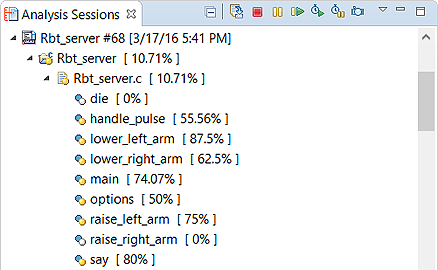 Analysis Sessions
Rbt_server #68 [3/17/16 5:41 PM]
Rbt_server [ 10.71% ]
Rbt_server.c [ 10.71% ]
die [ 0% ]
handle_pulse [ 55.56% ]
lower_left_arm [ 87.5% ]
lower_right_arm [ 62.5% ]
main [ 74.07% ]
options [ 50% ]
raise_left_arm [ 75% ]
raise_right_arm [ 0% ]
say [ 80% ]